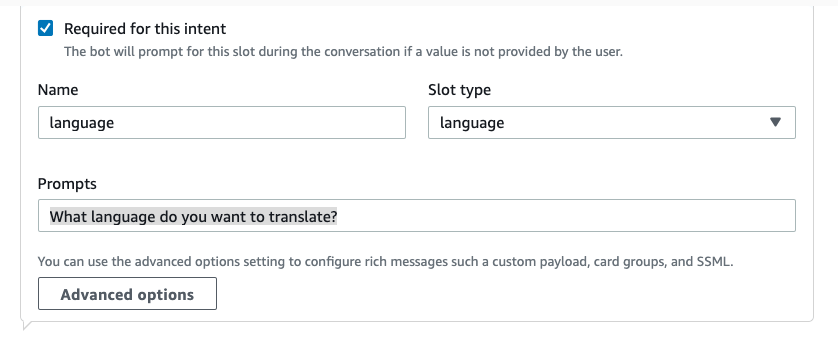 Required for this intent
The bot will prompt for this slot during the conversation if a value is not provided by the user.
Name
Slot type
language
language
Prompts
What language do you want to translate?
You can use the advanced options setting to configure rich messages such a custom payload, card groups, and SSML.
Advanced options